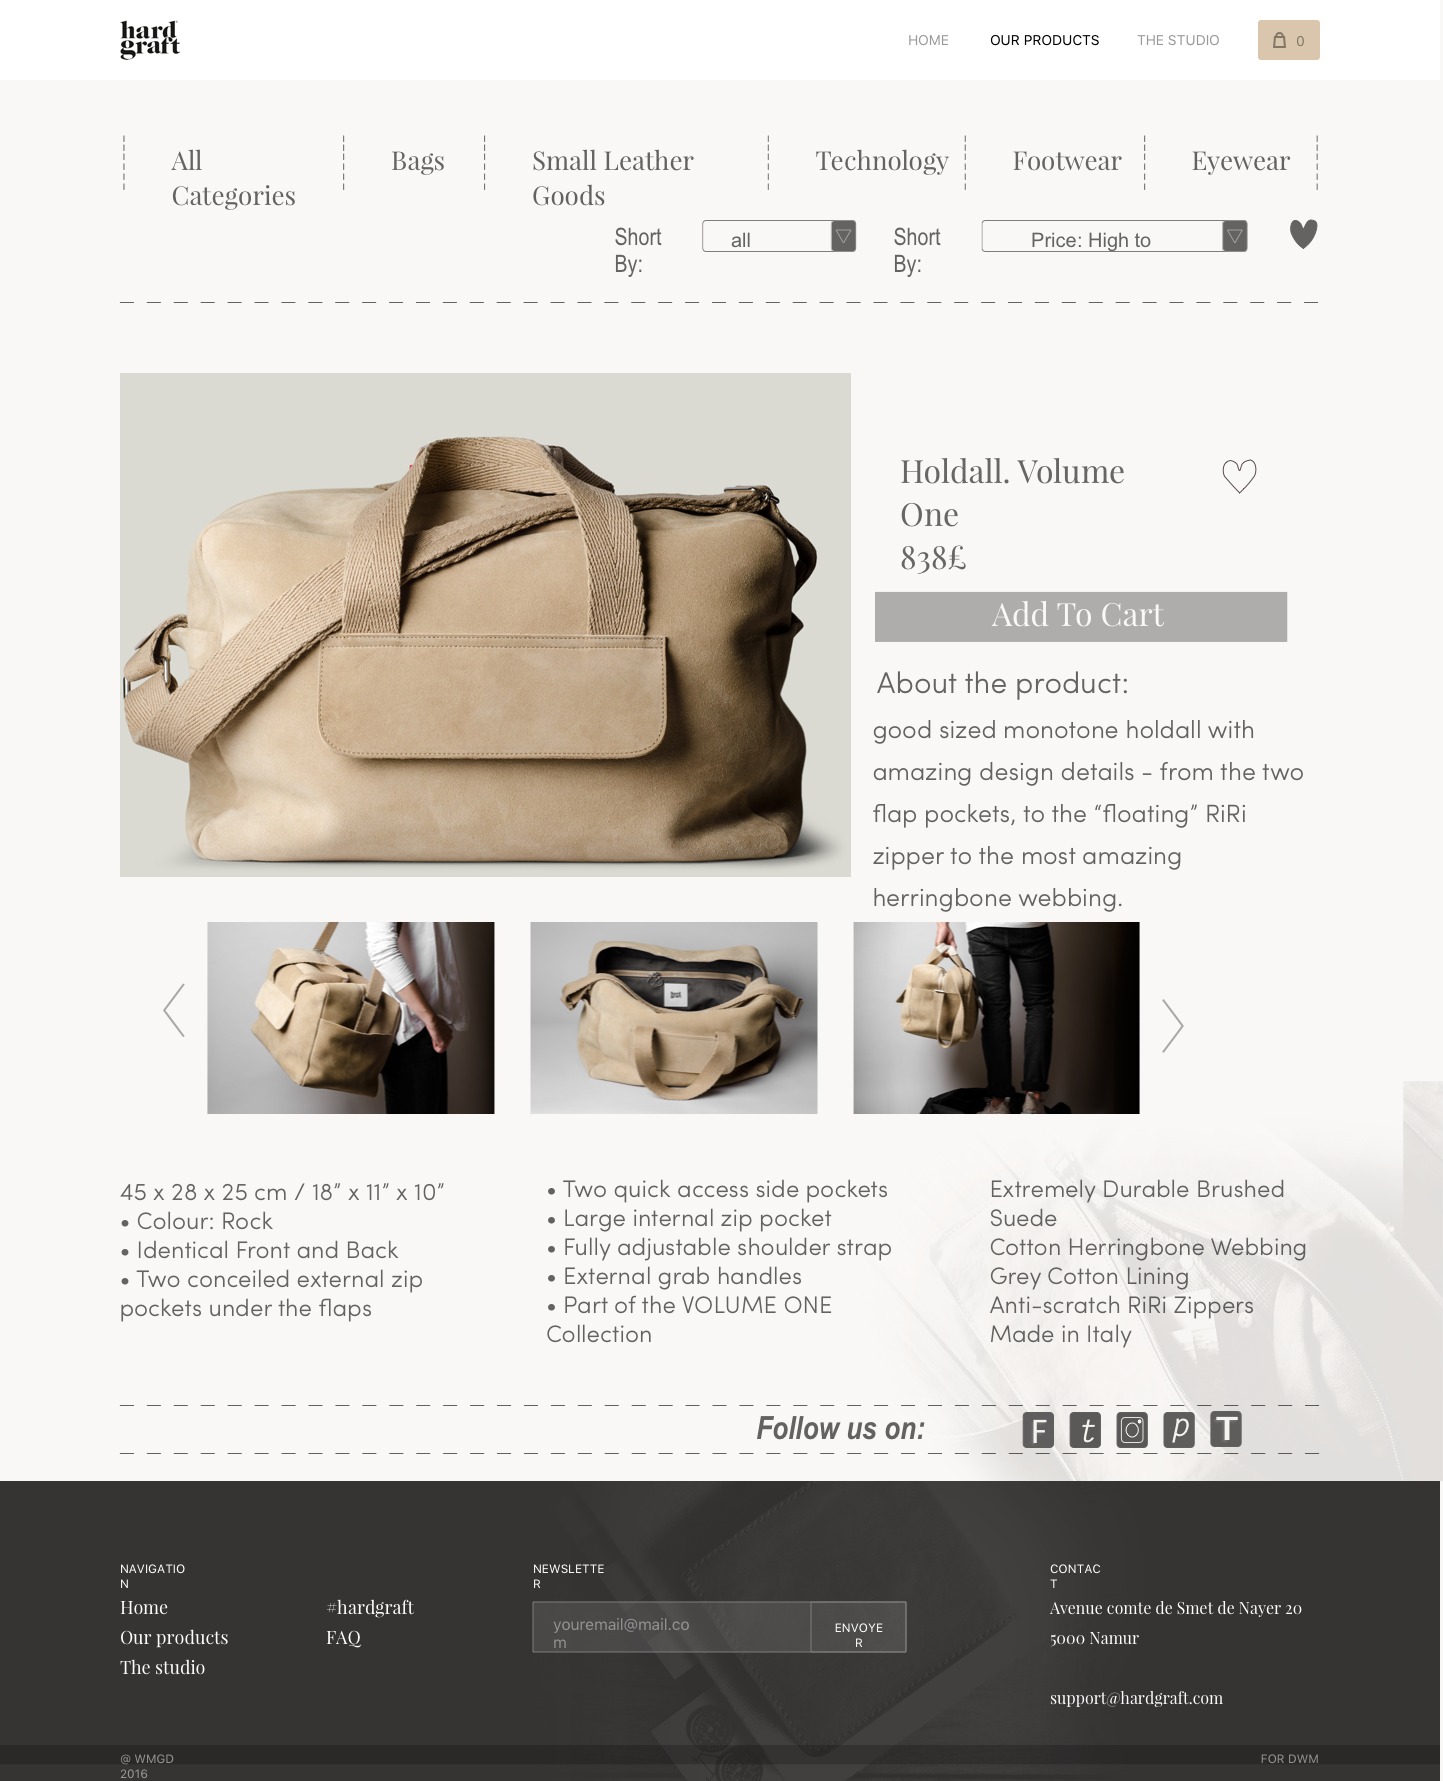 hard
graft
HOME OUR PRODUCTS THE STUDIO 0
All
Categories
Bags
Small Leather
Goods
Technology
Footwear
Eyewear
Short
By:
all
Short
By:
Price: High to
Holdall. Volume
One
838£
Add To Cart
About the product:
good sized monotone holdall with
amazing design details - from the two
flap pockets, to the “floating” RiRi
zipper to the most amazing
herringbone webbing.
hard
graft
45 x 28 x 25 cm / 18” x 11” x 10”
• Colour: Rock
• Identical Front and Back
• Two conceiled external zip
pockets under the flaps
• Two quick access side pockets
• Large internal zip pocket
• Fully adjustable shoulder strap
• External grab handles
• Part of the VOLUME ONE
Collection
Extremely Durable Brushed
Suede
Cotton Herringbone Webbing
Grey Cotton Lining
Anti-scratch RiRi Zippers
Made in Italy
Follow us on: F t p T
NAVIGATIO
N
Home
Our products
The studio
#hardgraft
FAQ
NEWSLETTE
R
youremail@mail.co
m
ENVOYE
R
CONTAC
T
Avenue comte de Smet de Nayer 20
5000 Namur
support@hardgraft.com
@ WMGD
2016
FOR DWM